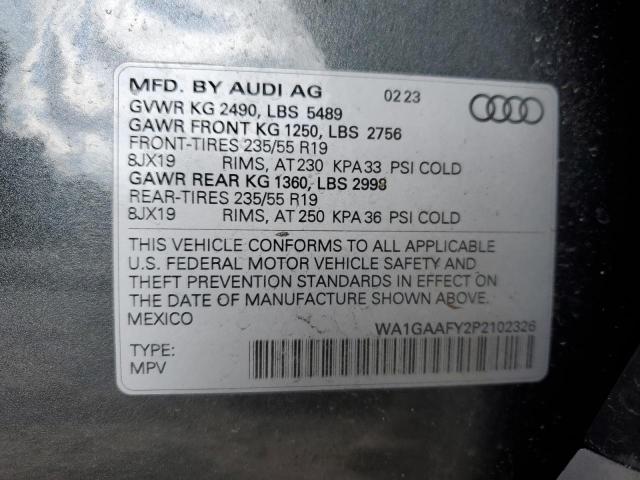 MFD. BY AUDI AG 02 23
GVWR KG 2490, LBS 5489
GAWR FRONT KG 1250, LBS 2756
FRONT-TIRES 235/55 R19
8JX19 RIMS, AT 230 KPA 33 PSI COLD
GAWR REAR KG 1360, LBS 2998
REAR-TIRES 235/55 R19
8JX19 RIMS, AT 250 KPA 36 PSI COLD
THIS VEHICLE CONFORMS TO ALL APPLICABLE
U.S. FEDERAL MOTOR VEHICLE SAFETY AND
THEFT PREVENTION STANDARDS IN EFFECT ON
THE DATE OF MANUFACTURE SHOWN ABOVE.
MEXICO
WA1GAAFY2P2102326
TYPE:
MPV